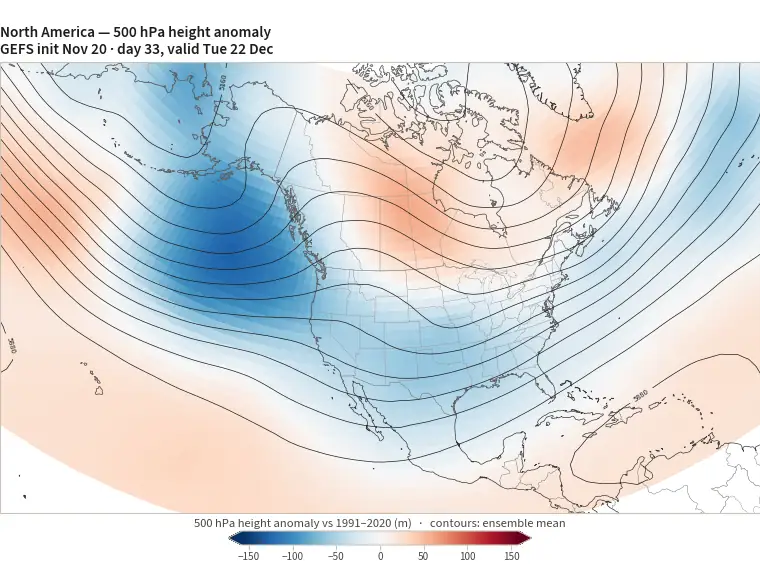 North America — 500 hPa height anomaly
GEFS init Nov 20 · day 33, valid Tue 22 Dec
5160
5880
5880
500 hPa height anomaly vs 1991–2020 (m) · contours: ensemble mean
−150 −100 −50 0 50 100 150